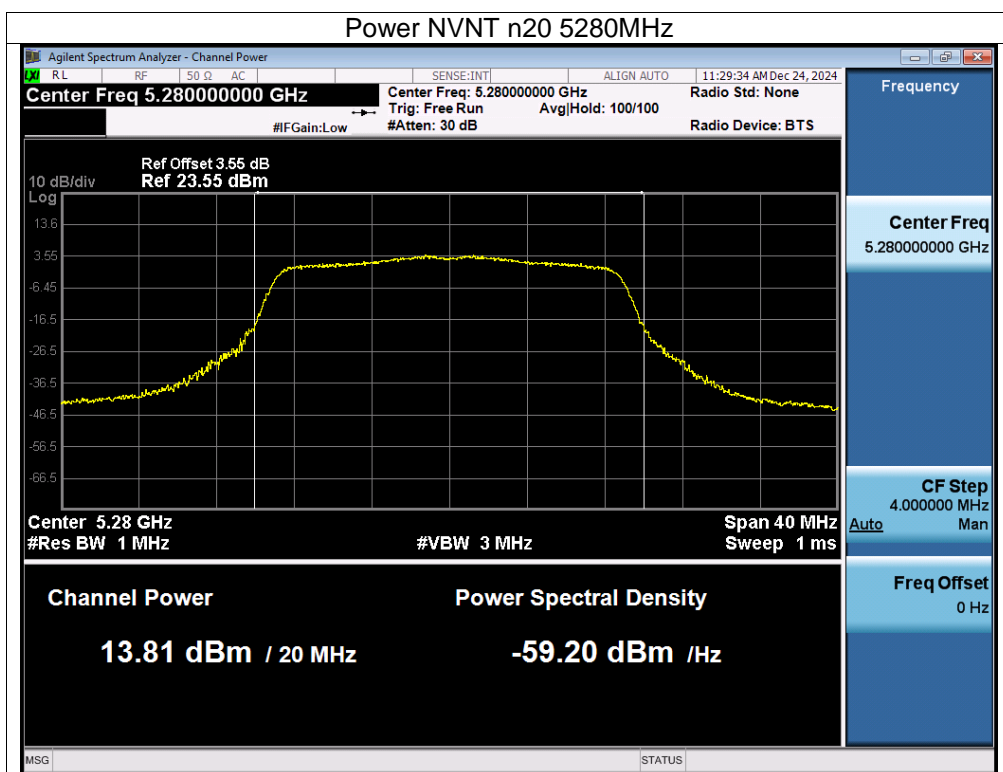 Power NVNT n20 5280MHz
Agilent Spectrum Analyzer - Channel Power
LXI RL RF 50 Ω AC SENSE:INT ALIGN AUTO 11:29:34 AM Dec 24, 2024
Center Freq 5.280000000 GHz
Center Freq: 5.280000000 GHz
Radio Std: None
Trig: Free Run Avg|Hold: 100/100
#IFGain:Low #Atten: 30 dB Radio Device: BTS
Ref Offset 3.55 dB
10 dB/div Ref 23.55 dBm
Log
13.6
3.55
-6.45
-16.5
-26.5
-36.5
-46.5
-56.5
-66.5
Center 5.28 GHz Span 40 MHz
#Res BW 1 MHz #VBW 3 MHz Sweep 1 ms
Channel Power Power Spectral Density
13.81 dBm / 20 MHz -59.20 dBm /Hz
Frequency
Center Freq
5.280000000 GHz
CF Step
4.000000 MHz
Auto Man
Freq Offset
0 Hz
MSG STATUS